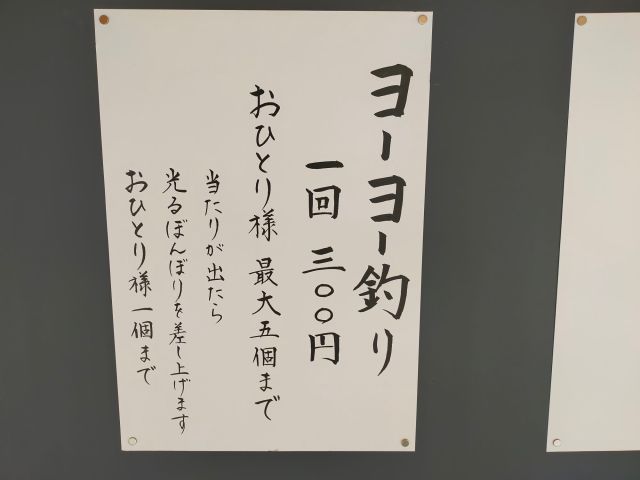 ヨーヨー釣り
一回 三〇〇円
おひとり様 最大五個まで
当たりが出たら
光るぼんぼりを差し上げます
おひとり様一個まで